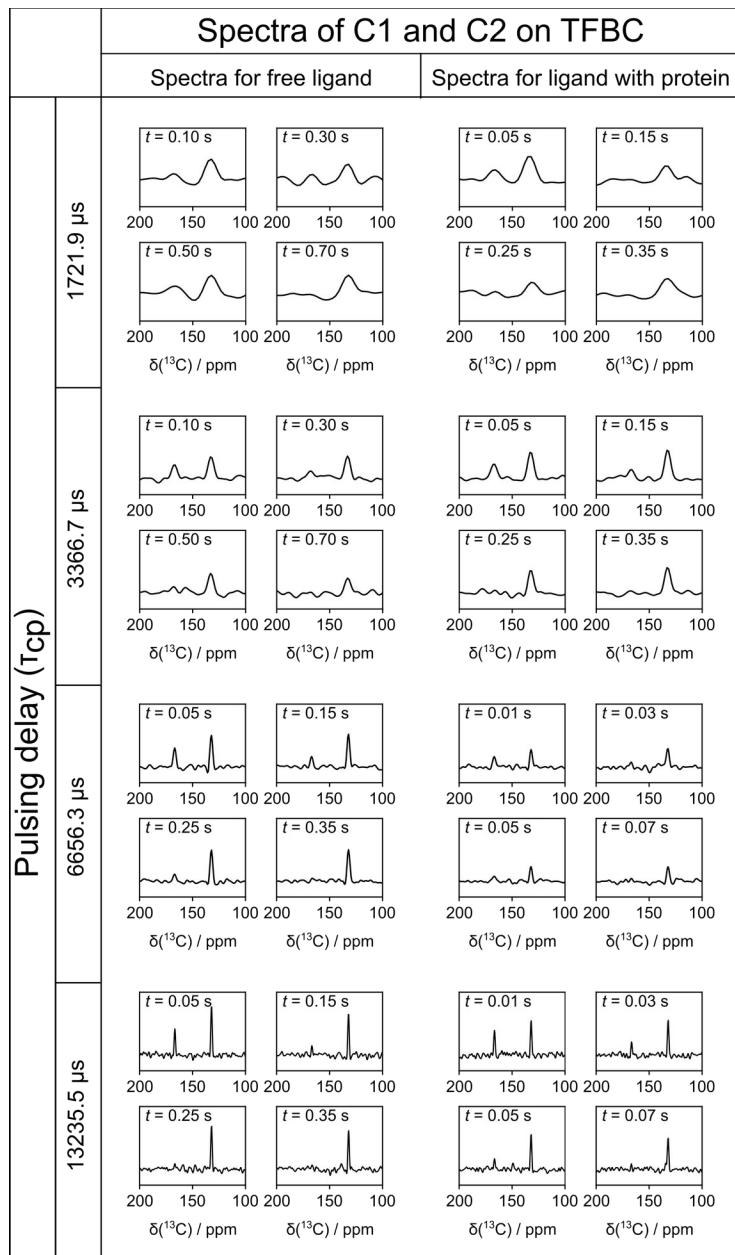 Spectra of C1 and C2 on TFBC
Spectra for free ligand
Spectra for ligand with protein
Pulsing delay (τcp)
1721.9 µs
t = 0.10 s
t = 0.30 s
t = 0.05 s
t = 0.15 s
200 150 100
200 150 100
200 150 100
200 150 100
t = 0.50 s
t = 0.70 s
t = 0.25 s
t = 0.35 s
200 150 100
200 150 100
200 150 100
200 150 100
δ(¹³C) / ppm
δ(¹³C) / ppm
δ(¹³C) / ppm
δ(¹³C) / ppm
3366.7 µs
t = 0.10 s
t = 0.30 s
t = 0.05 s
t = 0.15 s
200 150 100
200 150 100
200 150 100
200 150 100
t = 0.50 s
t = 0.70 s
t = 0.25 s
t = 0.35 s
200 150 100
200 150 100
200 150 100
200 150 100
δ(¹³C) / ppm
δ(¹³C) / ppm
δ(¹³C) / ppm
δ(¹³C) / ppm
6656.3 µs
t = 0.05 s
t = 0.15 s
t = 0.01 s
t = 0.03 s
200 150 100
200 150 100
200 150 100
200 150 100
t = 0.25 s
t = 0.35 s
t = 0.05 s
t = 0.07 s
200 150 100
200 150 100
200 150 100
200 150 100
δ(¹³C) / ppm
δ(¹³C) / ppm
δ(¹³C) / ppm
δ(¹³C) / ppm
13235.5 µs
t = 0.05 s
t = 0.15 s
t = 0.01 s
t = 0.03 s
200 150 100
200 150 100
200 150 100
200 150 100
t = 0.25 s
t = 0.35 s
t = 0.05 s
t = 0.07 s
200 150 100
200 150 100
200 150 100
200 150 100
δ(¹³C) / ppm
δ(¹³C) / ppm
δ(¹³C) / ppm
δ(¹³C) / ppm